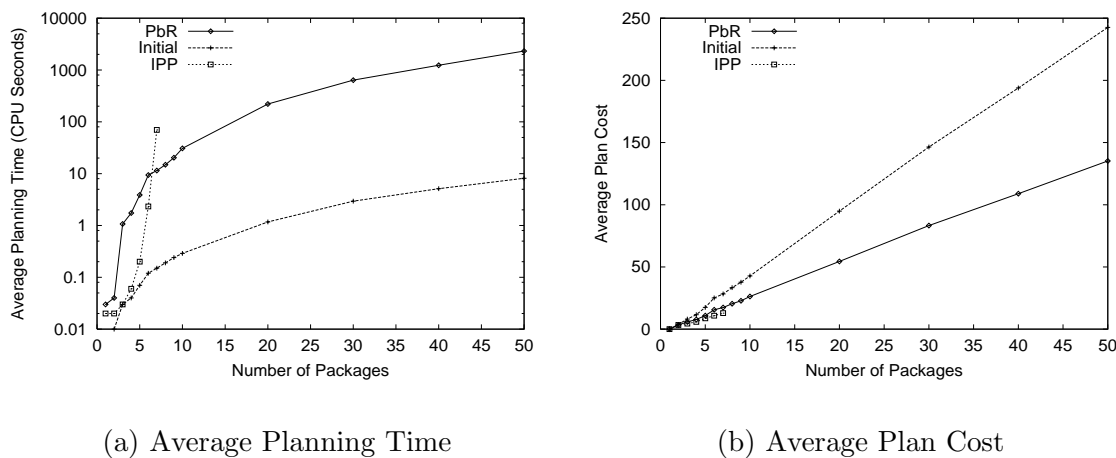 PbR
Initial
IPP
10000
1000
100
10
1
0.1
0.01
Average Planning Time (CPU Seconds)
0 5 10 15 20 25 30 35 40 45 50
Number of Packages
(a) Average Planning Time
PbR
Initial
IPP
250
200
150
100
50
0
Average Plan Cost
0 5 10 15 20 25 30 35 40 45 50
Number of Packages
(b) Average Plan Cost